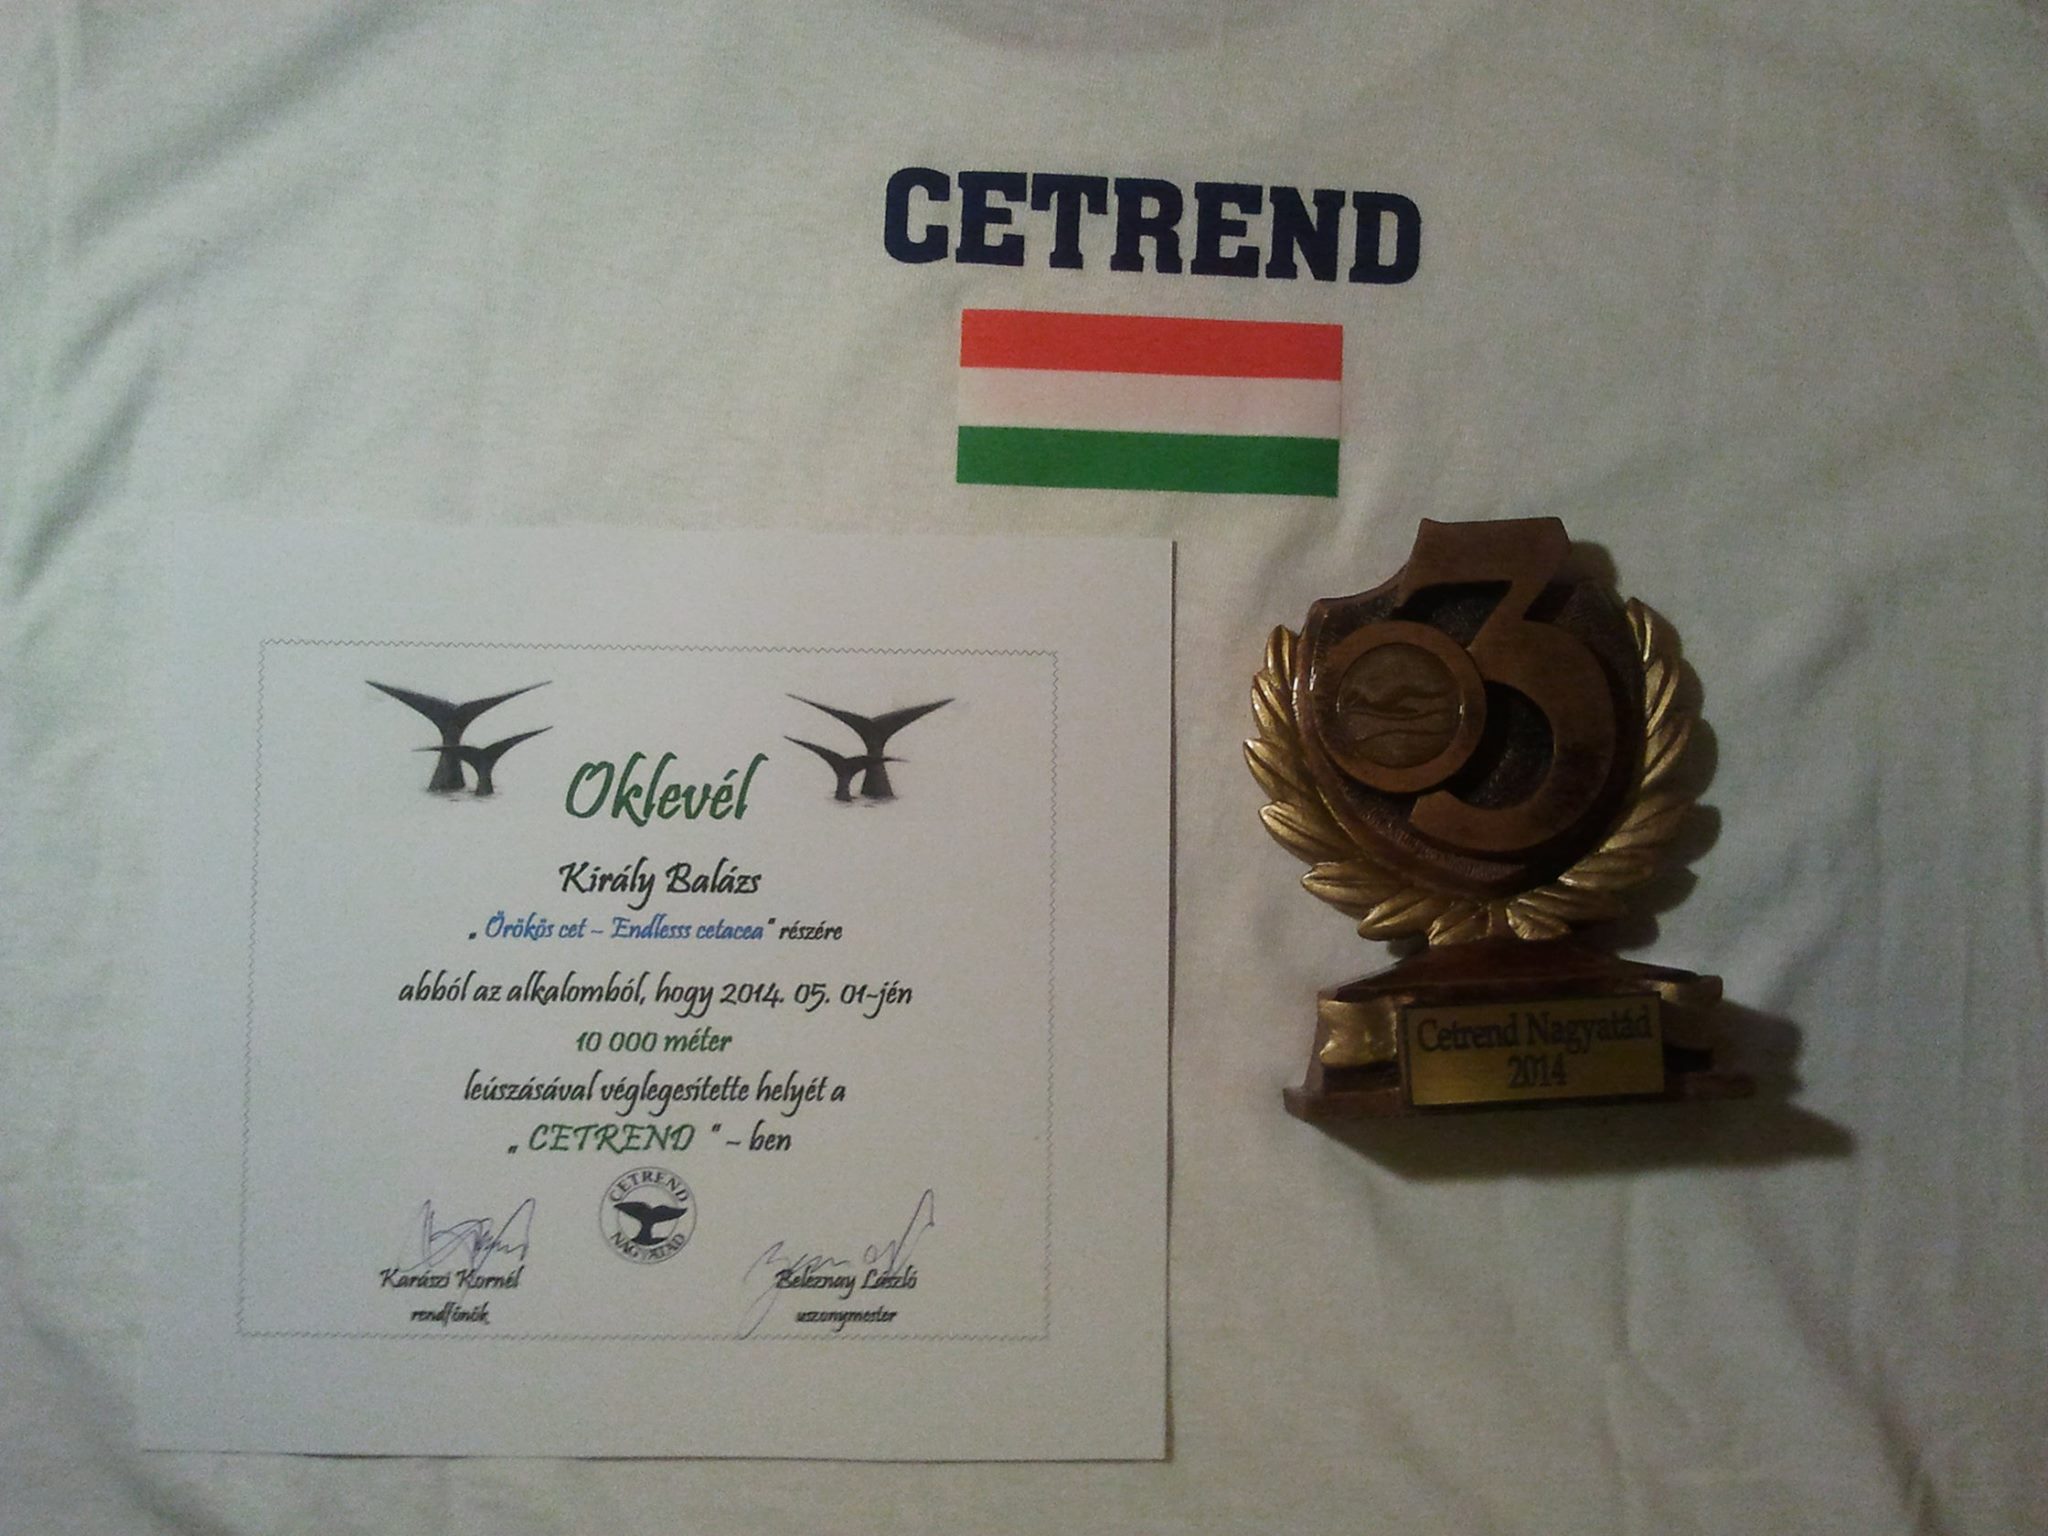 CETREND
Oklevél
Király Balázs
„Örökös cet – Endlesss cetacea" részére
abból az alkalomból, hogy 2014. 05. 01-jén
10 000 méter
leúszásával véglegesítette helyét a
„ CETREND " – ben
CETREND
NAGYATÁD
Karászi Kornél
rendfőnök
Beleznay László
uszonymester
3
Cetrend Nagyatád
2014